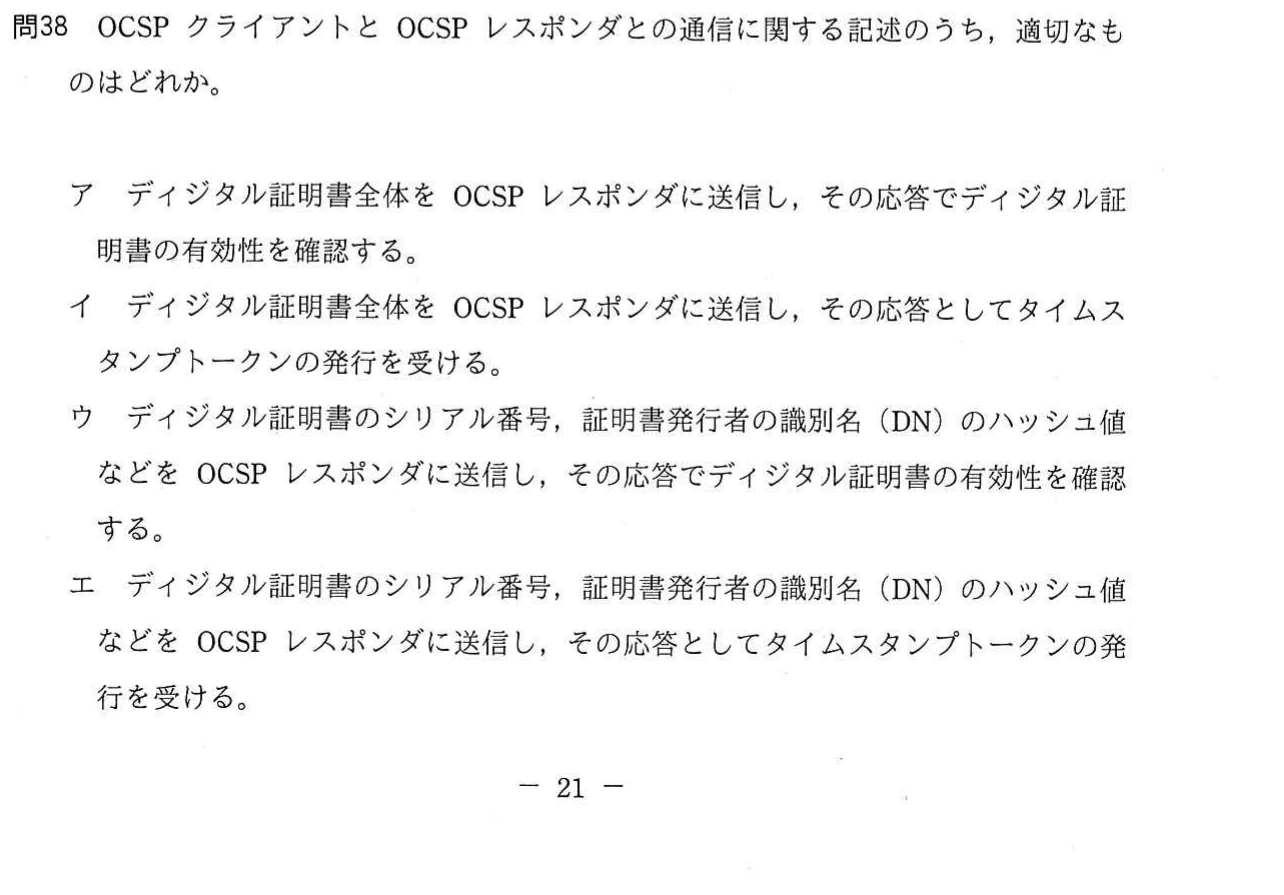 問38 OCSP クライアントと OCSP レスポンダとの通信に関する記述のうち，適切なも
のはどれか。
ア ディジタル証明書全体を OCSP レスポンダに送信し，その応答でディジタル証
明書の有効性を確認する。
イ ディジタル証明書全体を OCSP レスポンダに送信し，その応答としてタイムス
タンプトークンの発行を受ける。
ウ ディジタル証明書のシリアル番号，証明書発行者の識別名（DN）のハッシュ値
などを OCSP レスポンダに送信し，その応答でディジタル証明書の有効性を確認
する。
エ ディジタル証明書のシリアル番号，証明書発行者の識別名（DN）のハッシュ値
などを OCSP レスポンダに送信し，その応答としてタイムスタンプトークンの発
行を受ける。
－ 21 －